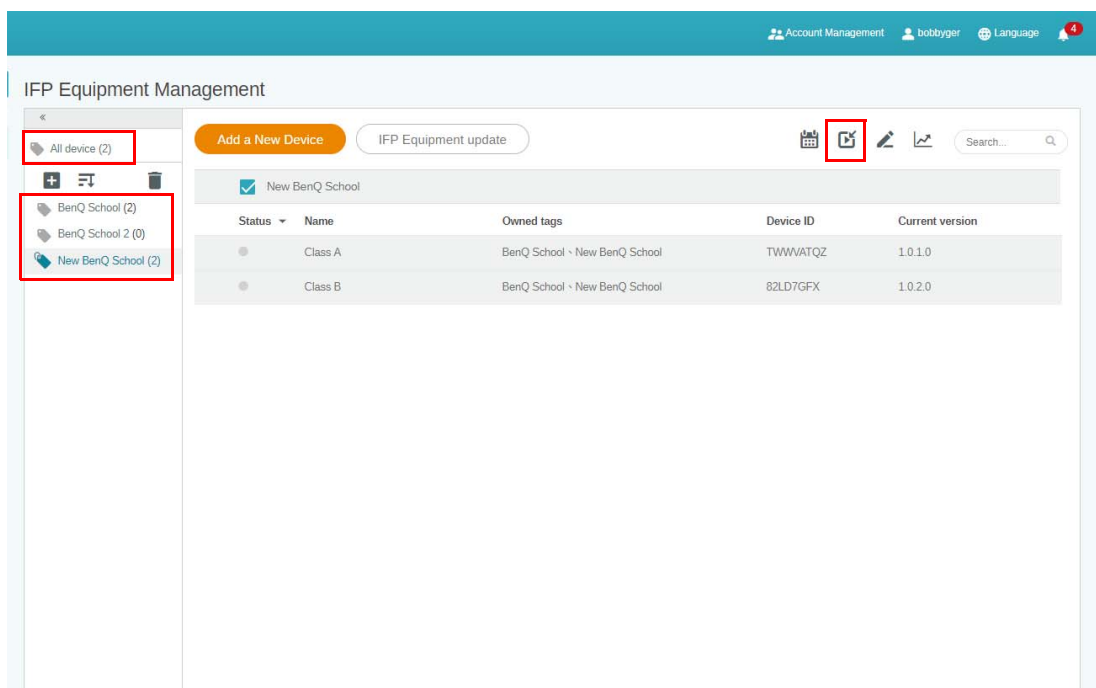 Account Management bobbyger Language 4
IFP Equipment Management
«
All device (2)
Add a New Device IFP Equipment update Search...
New BenQ School
BenQ School (2)
BenQ School 2 (0)
New BenQ School (2)
Status Name Owned tags Device ID Current version
Class A BenQ School、New BenQ School TWWVATQZ 1.0.1.0
Class B BenQ School、New BenQ School 82LD7GFX 1.0.2.0